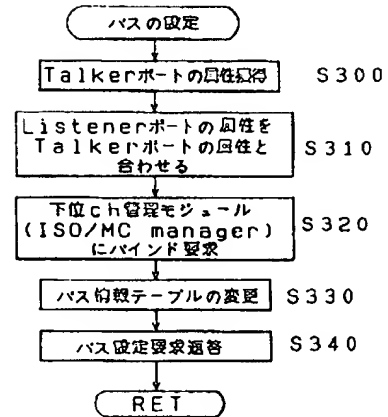 パスの設定
Talkerポートの属性獲得 S300
Listenerポートの属性を
Talkerポートの属性と
合わせる S310
下位ch管理モジュール
(ISO/MC manager)
にバインド要求 S320
パス情報テーブルの変更 S330
パス設定要求返答 S340
RET